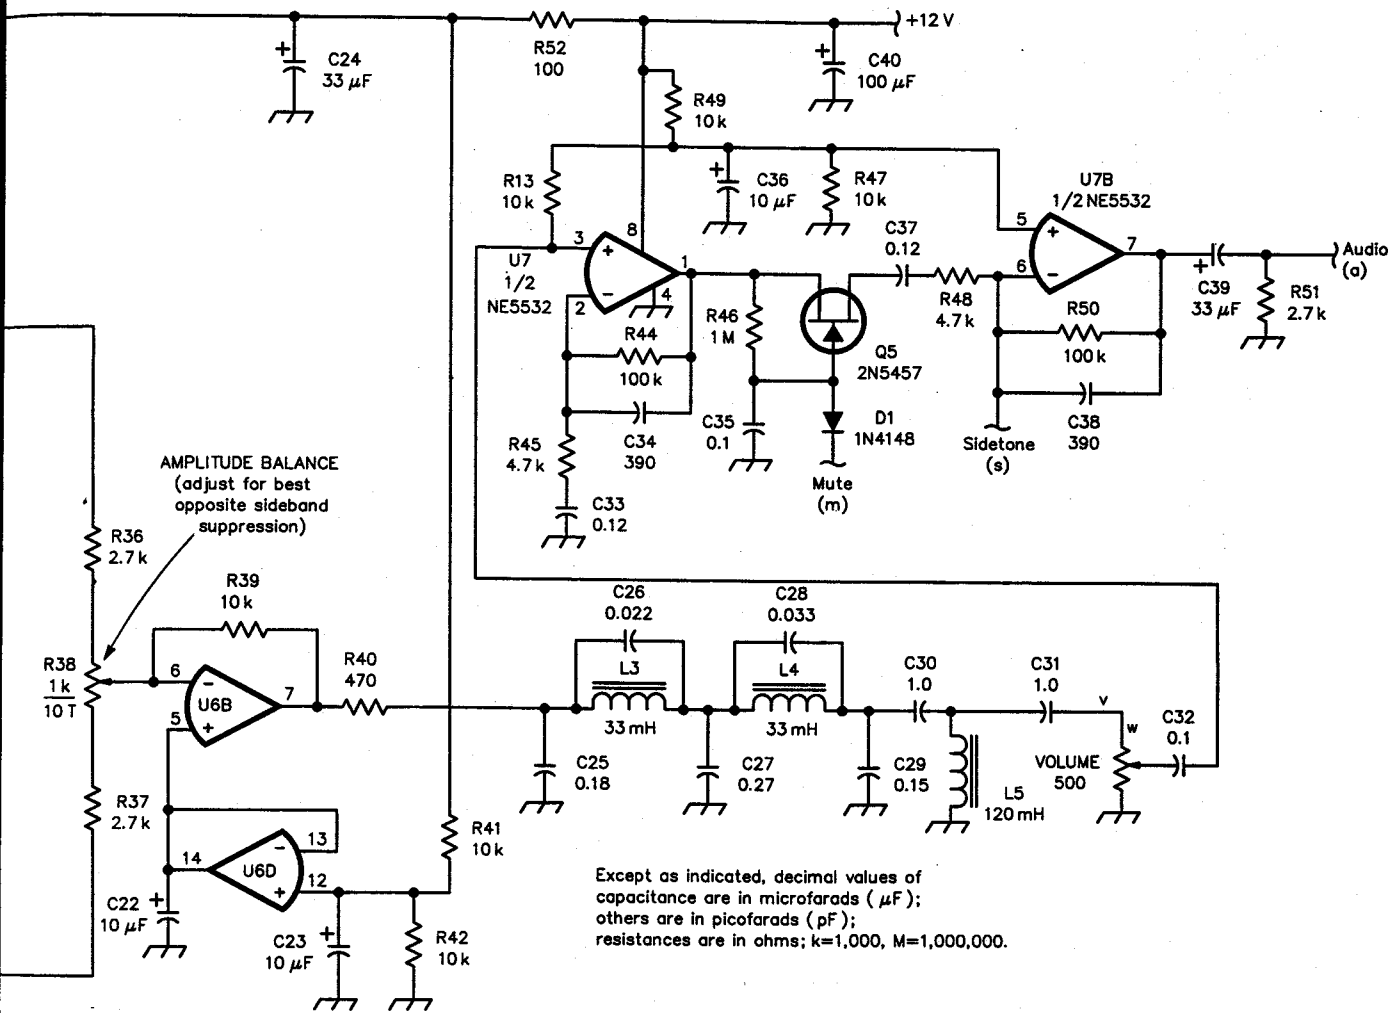 +12 V
C24
33 µF
R52
100
C40
100 µF
R49
10 k
R13
10 k
C36
10 µF
R47
10 k
U7B
1/2 NE5532
C37
0.12
3
8
+
U7
1/2
NE5532
1
4
−
2
5
+
6
−
7
Audio
(a)
C39
+
33 µF
R51
2.7 k
R46
1 M
R48
4.7 k
R50
100 k
R44
100 k
Q5
2N5457
C35
0.1
D1
1N4148
C38
390
C34
390
R45
4.7 k
Sidetone
(s)
Mute
(m)
C33
0.12
AMPLITUDE BALANCE
(adjust for best
opposite sideband
suppression)
R36
2.7 k
R39
10 k
C26
0.022
C28
0.033
R38
1 k
10 T
6
−
U6B
5
+
7
R40
470
L3
33 mH
L4
33 mH
C30
1.0
C31
1.0
V
W
C32
0.1
VOLUME
500
C25
0.18
C27
0.27
C29
0.15
L5
120 mH
R37
2.7 k
R41
10 k
14
U6D
−
13
+
12
C22
10 µF
+
C23
10 µF
+
R42
10 k
Except as indicated, decimal values of
capacitance are in microfarads ( µF );
others are in picofarads ( pF );
resistances are in ohms; k=1,000, M=1,000,000.